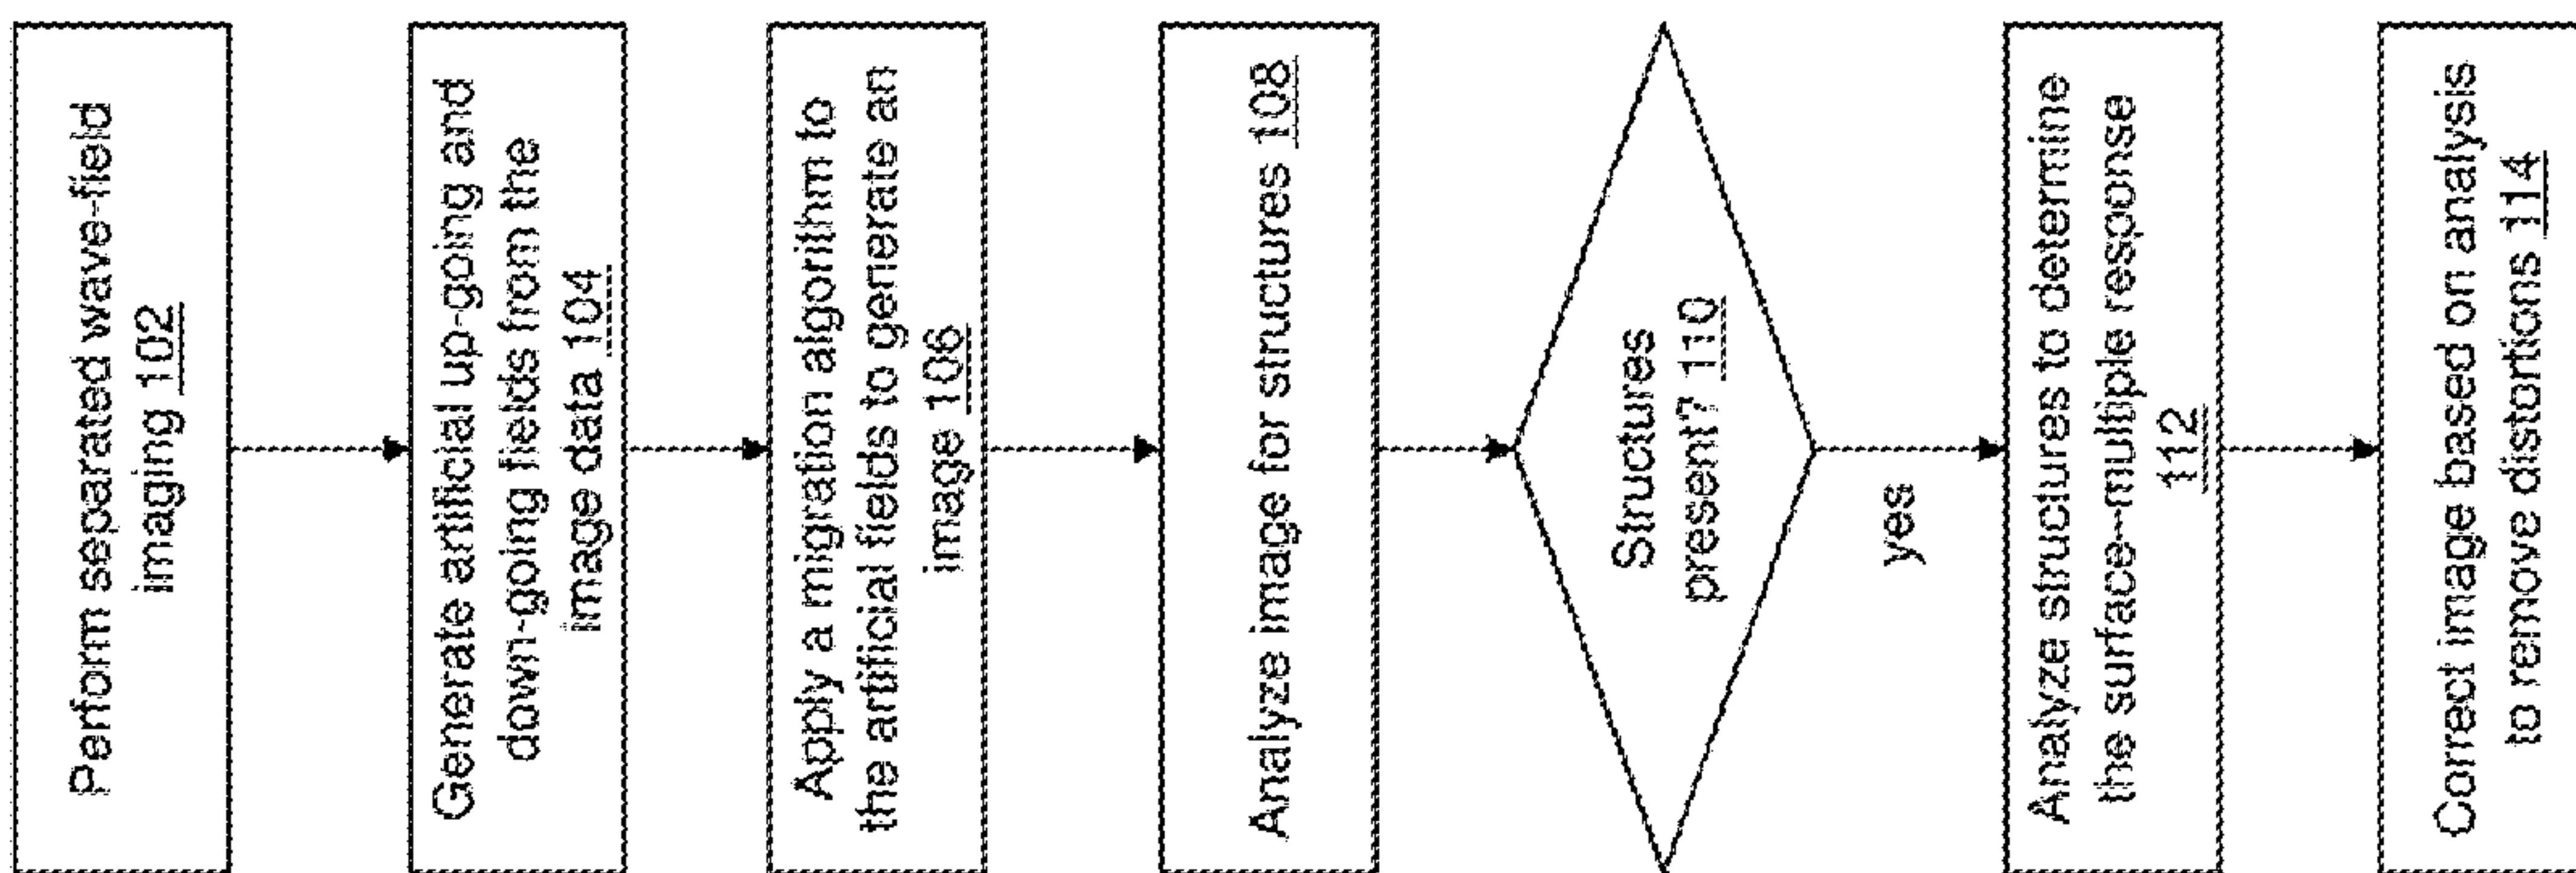 Perform separated wave-field
imaging 102
Generate artificial up-going and
down-going fields from the
image data 104
Apply a migration algorithm to
the artificial fields to generate an
image 106
Analyze image for structures 108
Structures
present? 110
yes
Analyze structures to determine
the surface-multiple response
112
Correct image based on analysis
to remove distortions 114